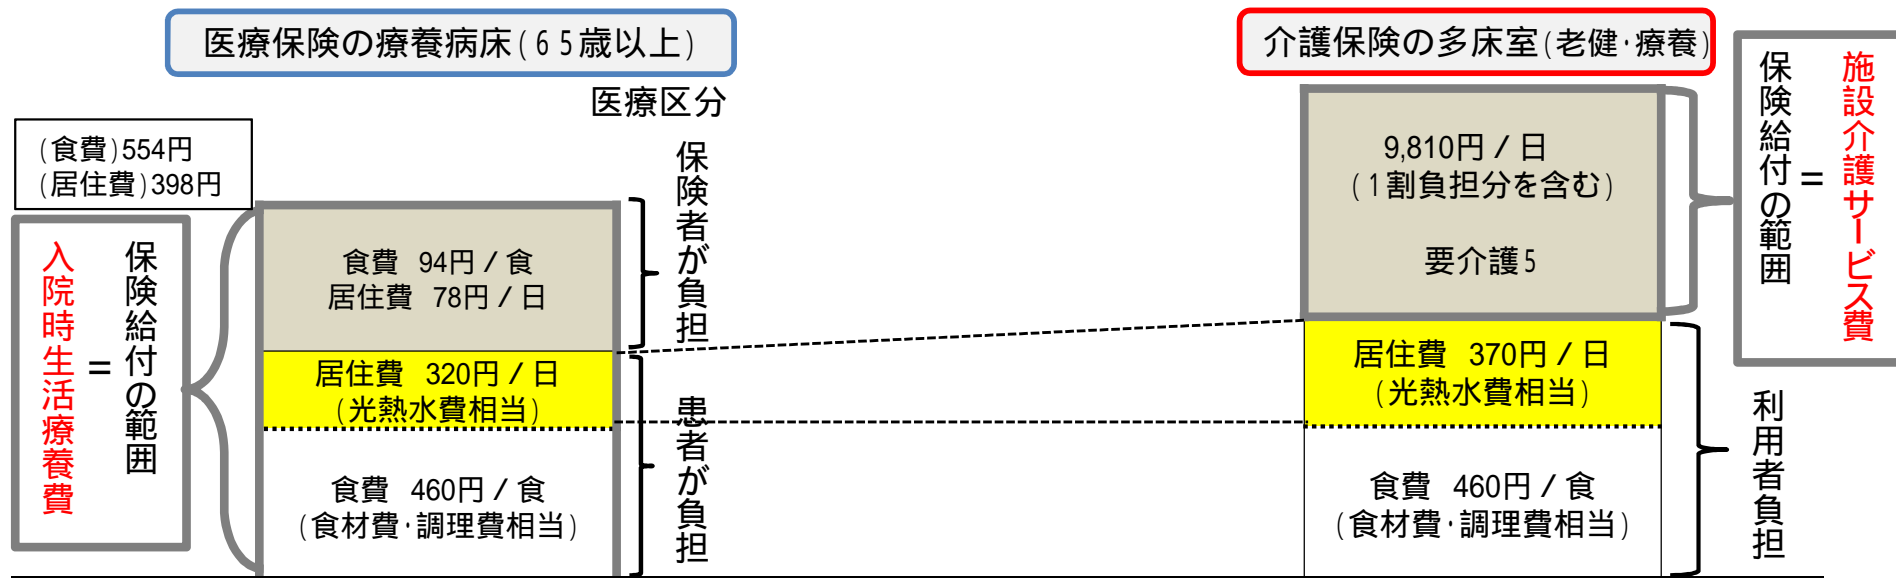 医療保険の療養病床(65歳以上)
医療区分
(食費)554円
(居住費)398円
入院時生活療養費
=
保険給付の範囲
食費 94円/食
居住費 78円/日
保険者が負担
居住費 320円/日
(光熱水費相当)
食費 460円/食
(食材費・調理費相当)
患者が負担
介護保険の多床室(老健・療養)
9,810円/日
(1割負担分を含む)
要介護5
保険給付の範囲
=
施設介護サービス費
居住費 370円/日
(光熱水費相当)
食費 460円/食
(食材費・調理費相当)
利用者負担